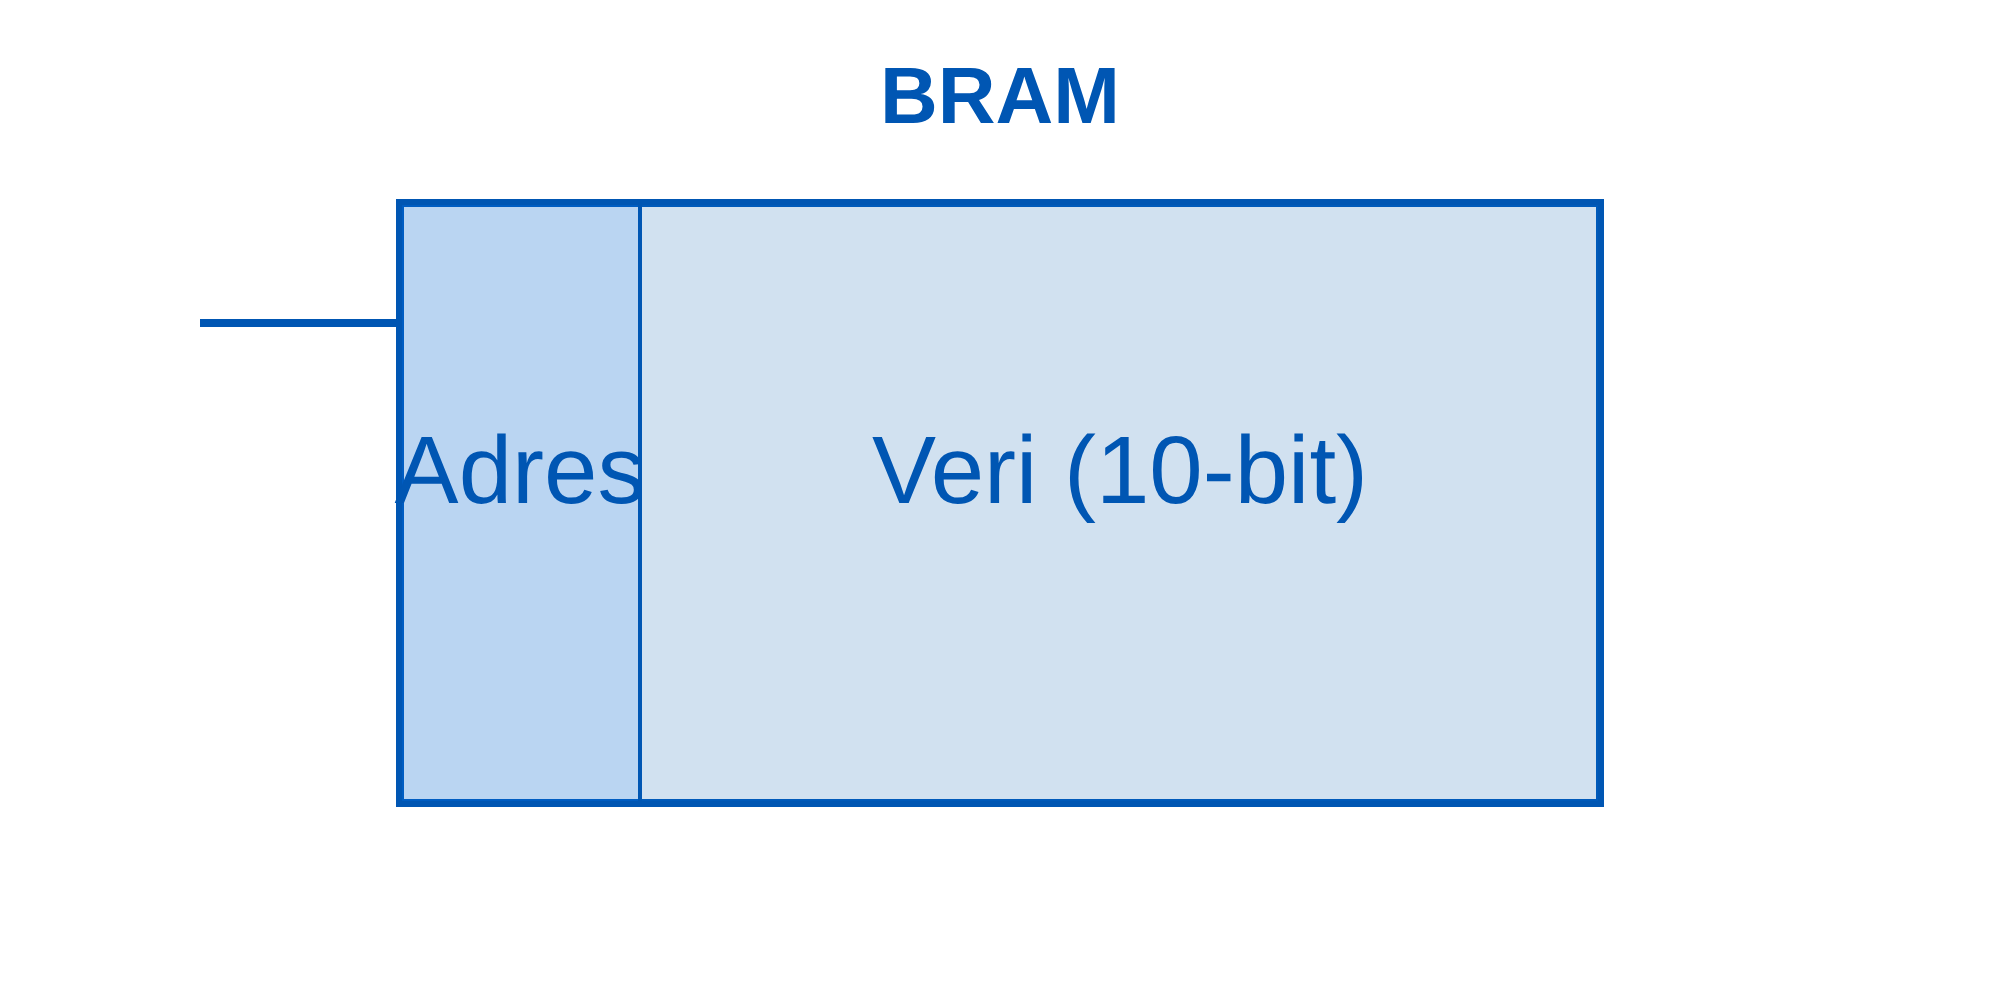 BRAM
Adres
Veri (10-bit)